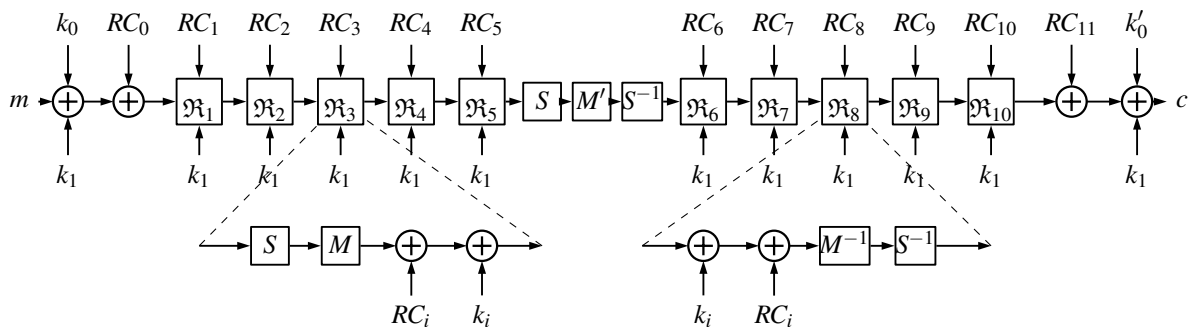 k₀ RC₀ RC₁ RC₂ RC₃ RC₄ RC₅ RC₆ RC₇ RC₈ RC₉ RC₁₀ RC₁₁ k₀′
m ℜ₁ ℜ₂ ℜ₃ ℜ₄ ℜ₅ S M′ S⁻¹ ℜ₆ ℜ₇ ℜ₈ ℜ₉ ℜ₁₀ c
k₁ k₁ k₁ k₁ k₁ k₁ k₁ k₁ k₁ k₁ k₁ k₁
S M M⁻¹ S⁻¹
RCᵢ kᵢ kᵢ RCᵢ